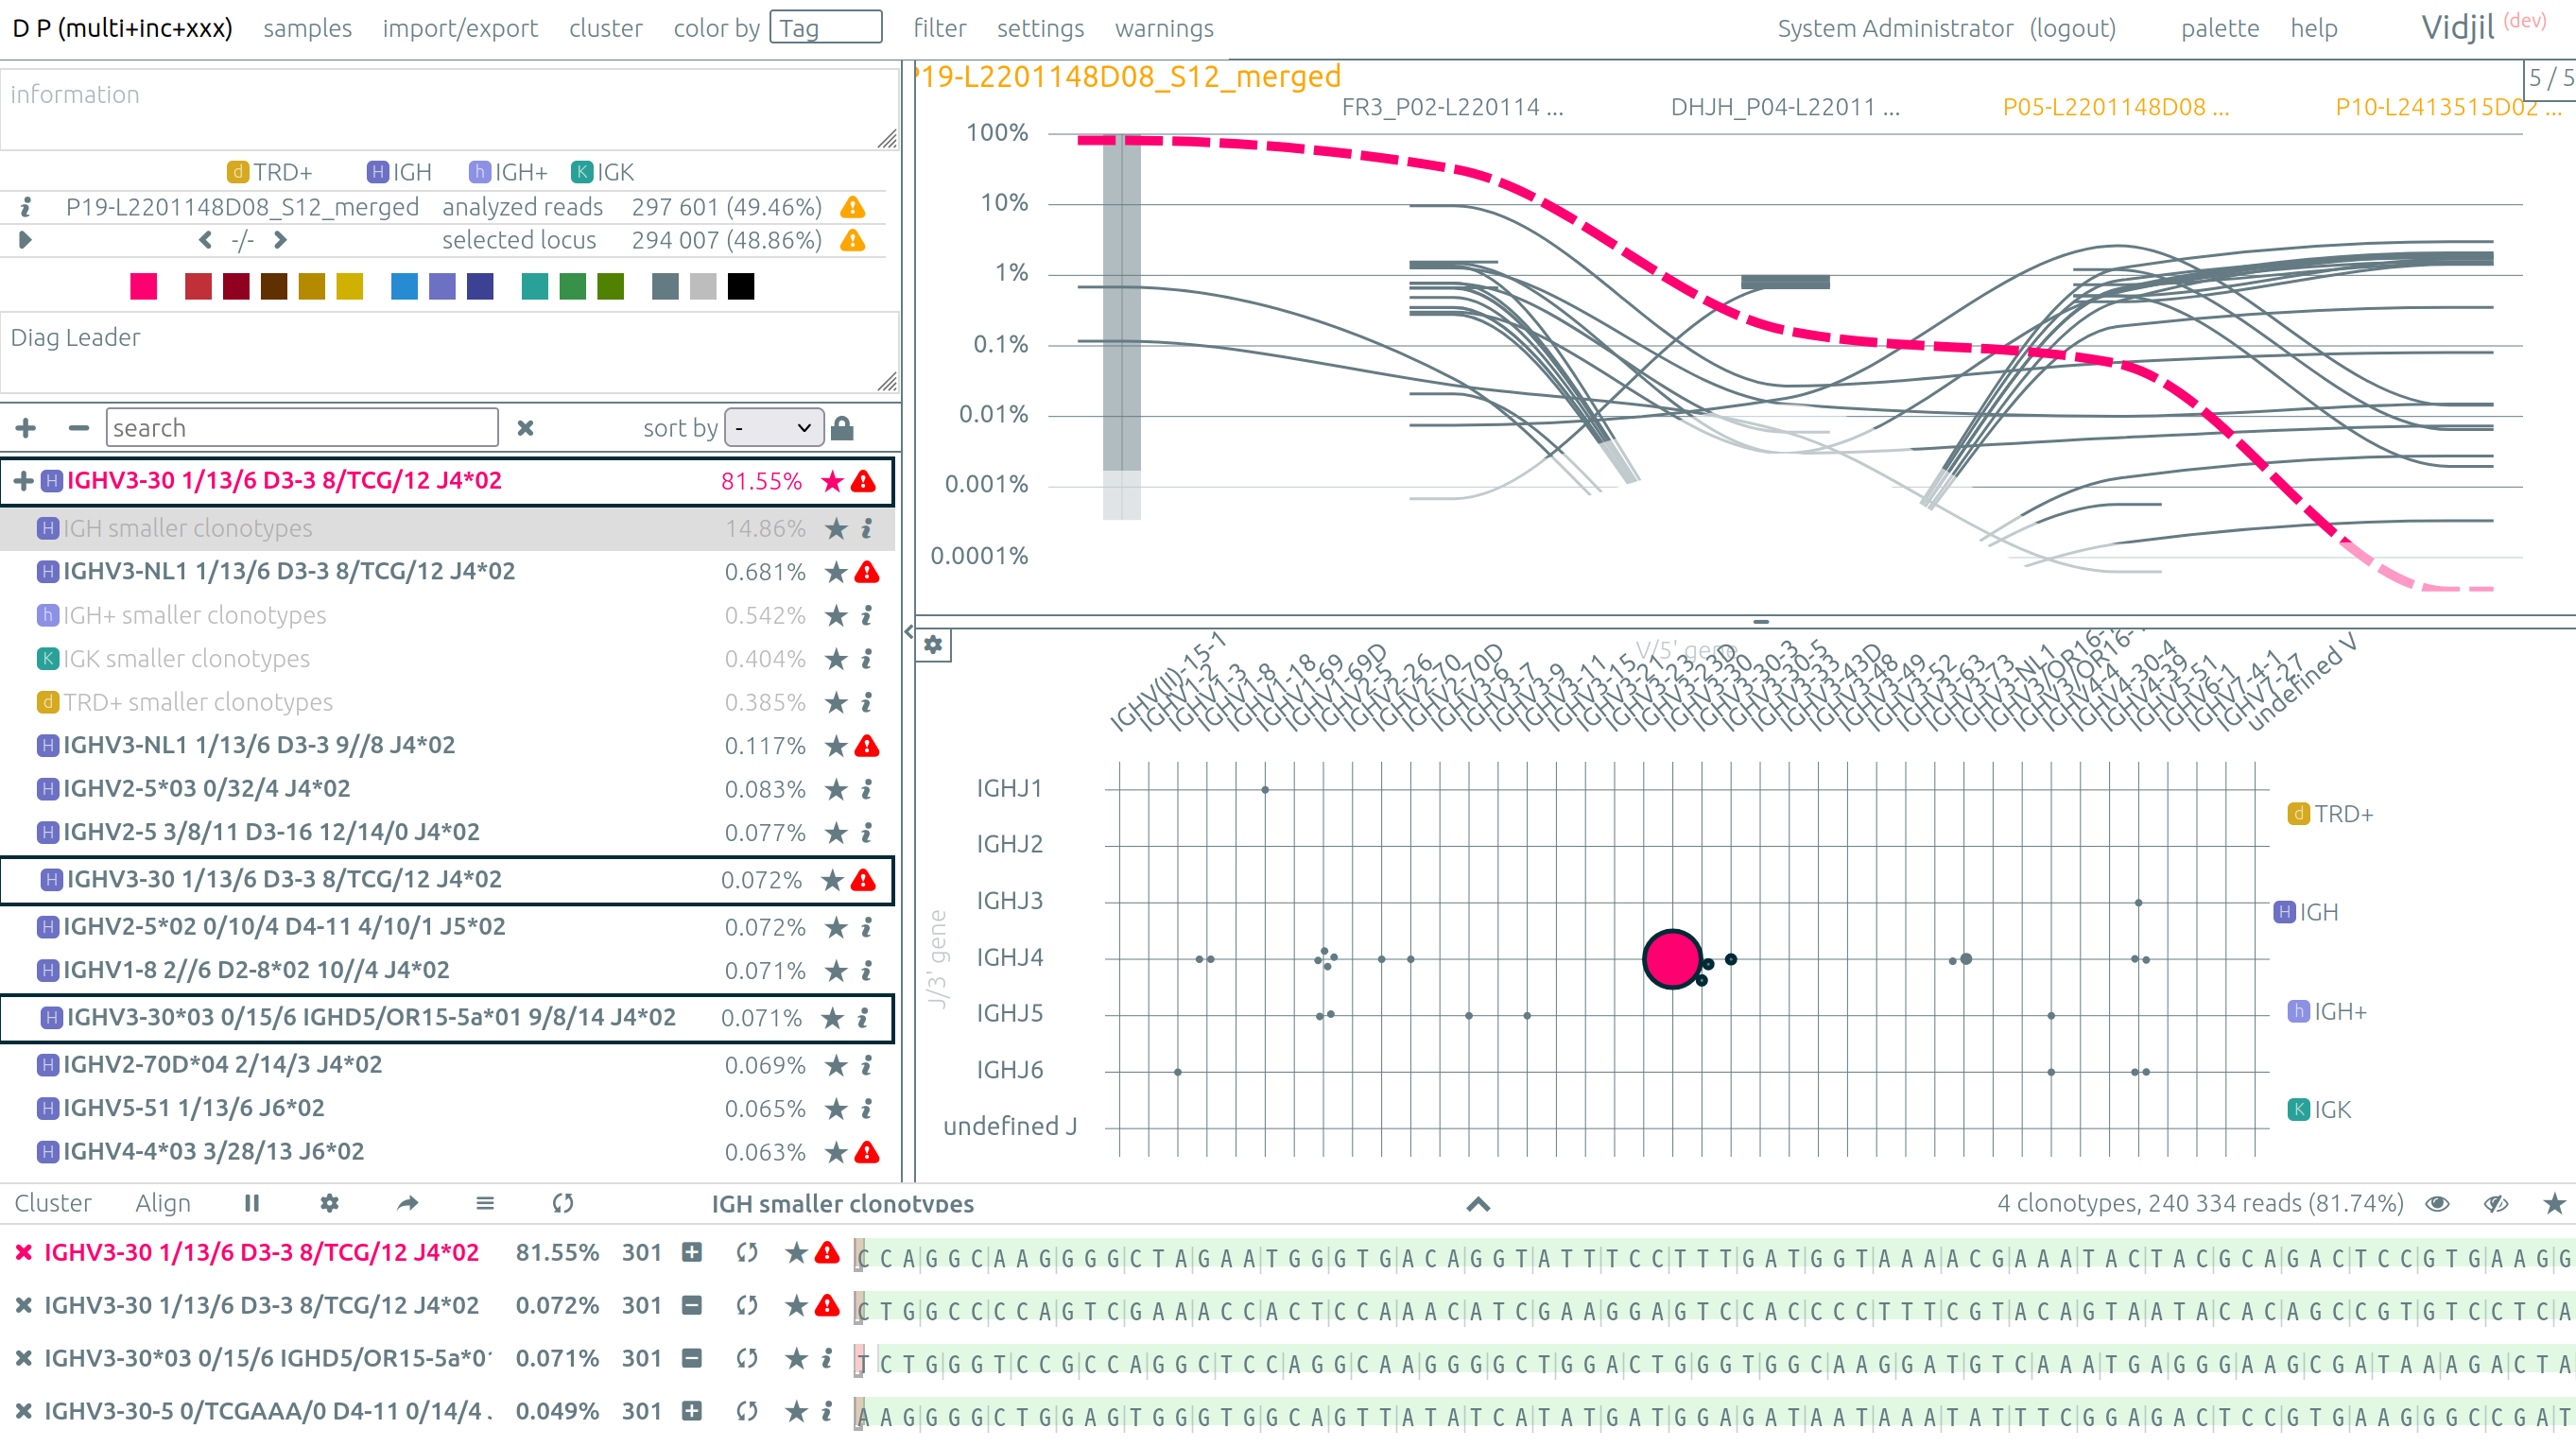 D P (multi+inc+xxx) samples import/export cluster color by Tag filter settings warnings System Administrator (logout) palette help Vidjil (dev)
information
TRD+ IGH IGH+ IGK
P19-L2201148D08_S12_merged analyzed reads 297 601 (49.46%)
-/- selected locus 294 007 (48.86%)
Diag Leader
search sort by -
IGHV3-30 1/13/6 D3-3 8/TCG/12 J4*02 81.55%
IGH smaller clonotypes 14.86%
IGHV3-NL1 1/13/6 D3-3 8/TCG/12 J4*02 0.681%
IGH+ smaller clonotypes 0.542%
IGK smaller clonotypes 0.404%
TRD+ smaller clonotypes 0.385%
IGHV3-NL1 1/13/6 D3-3 9//8 J4*02 0.117%
IGHV2-5*03 0/32/4 J4*02 0.083%
IGHV2-5 3/8/11 D3-16 12/14/0 J4*02 0.077%
IGHV3-30 1/13/6 D3-3 8/TCG/12 J4*02 0.072%
IGHV2-5*02 0/10/4 D4-11 4/10/1 J5*02 0.072%
IGHV1-8 2//6 D2-8*02 10//4 J4*02 0.071%
IGHV3-30*03 0/15/6 IGHD5/OR15-5a*01 9/8/14 J4*02 0.071%
IGHV2-70D*04 2/14/3 J4*02 0.069%
IGHV5-51 1/13/6 J6*02 0.065%
IGHV4-4*03 3/28/13 J6*02 0.063%
P19-L2201148D08_S12_merged 5 / 5
FR3_P02-L220114 ... DHJH_P04-L22011 ... P05-L2201148D08 ... P10-L2413515D02 ...
100%
10%
1%
0.1%
0.01%
0.001%
0.0001%
V/5' gene
IGHV(II)-15-1 IGHV1-2 IGHV1-3 IGHV1-8 IGHV1-18 IGHV1-69 IGHV1-69D IGHV2-5 IGHV2-26 IGHV2-70 IGHV2-70D IGHV3-6 IGHV3-7 IGHV3-9 IGHV3-11 IGHV3-15 IGHV3-21 IGHV3-23 IGHV3-23D IGHV3-30 IGHV3-30-3 IGHV3-30-5 IGHV3-33 IGHV3-43D IGHV3-48 IGHV3-49 IGHV3-52 IGHV3-63 IGHV3-73 IGHV3-NL1 IGHV4-4 IGHV4-30-4 IGHV4-39 IGHV5-51 IGHV6-1 IGHV7-4-1 IGHV7-27 undefined V
J/3' gene
IGHJ1
IGHJ2
IGHJ3
IGHJ4
IGHJ5
IGHJ6
undefined J
TRD+
IGH
IGH+
IGK
Cluster Align IGH smaller clonotypes 4 clonotypes, 240 334 reads (81.74%)
IGHV3-30 1/13/6 D3-3 8/TCG/12 J4*02 81.55% 301 CCAGGCAAGGGGCTAGAATGGGTGACAGGTATTTCCTTTGATGGTAAAACGAAATACTACGCAGACTCCGTGAAGG
IGHV3-30 1/13/6 D3-3 8/TCG/12 J4*02 0.072% 301 CTGGCCCCAGTCGAAACCACTCCAAACATCGAAGGAGTCCACCCCTTTCGTACAGTAATACACAGCCGTGTCCTCA
IGHV3-30*03 0/15/6 IGHD5/OR15-5a*0 0.071% 301 TCTGGGTCCGCCAGGCTCCAGGCAAGGGGCTGGACTGGGTGGCAAGGATGTCAAATGAGGGAAGCGATAAAGACTA
IGHV3-30-5 0/TCGAAA/0 D4-11 0/14/4 . 0.049% 301 AAGGGGCTGGAGTGGGTGGCAGTTATATCATATGATGGAGATAATAAATATTTCGGAGACTCCGTGAAGGGCCGAT